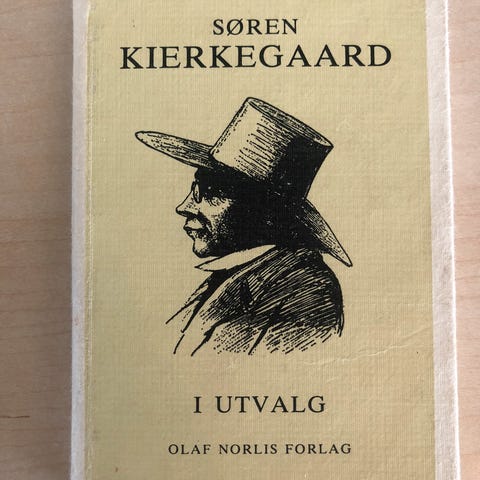 SØREN
KIERKEGAARD
I UTVALG
OLAF NORLIS FORLAG